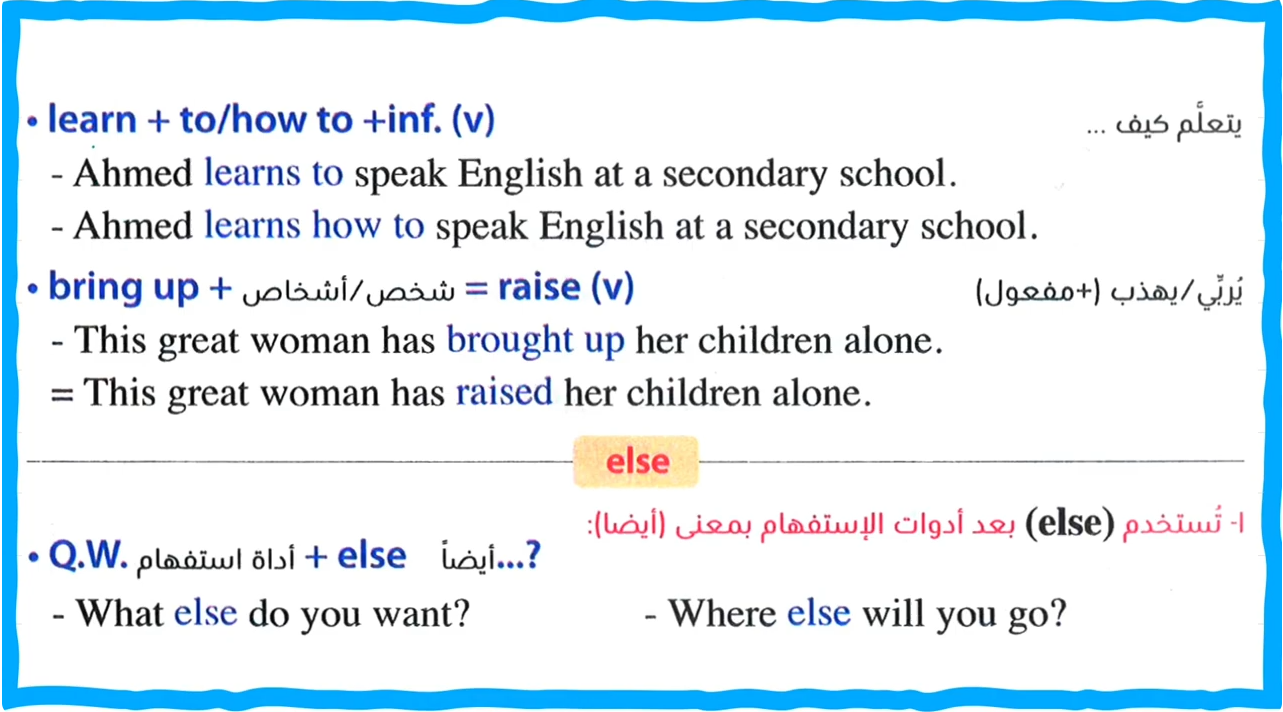 • learn + to/how to +inf. (v) يتعلَّم كيف ...
- Ahmed learns to speak English at a secondary school.
- Ahmed learns how to speak English at a secondary school.
• bring up + شخص/أشخاص = raise (v) يُربِّي/يهذب (+مفعول)
- This great woman has brought up her children alone.
= This great woman has raised her children alone.
else
١- تُستخدم (else) بعد أدوات الإستفهام بمعنى (أيضا):
• Q.W. أداة استفهام + else أيضاً...?
- What else do you want? - Where else will you go?